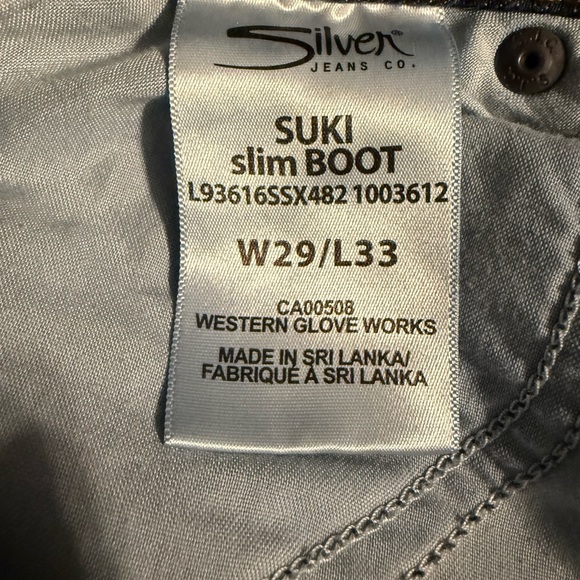 Silver®
JEANS CO.
SUKI
slim BOOT
L93616SSX482 1003612
W29/L33
CA00508
WESTERN GLOVE WORKS
MADE IN SRI LANKA/
FABRIQUÉ À SRI LANKA